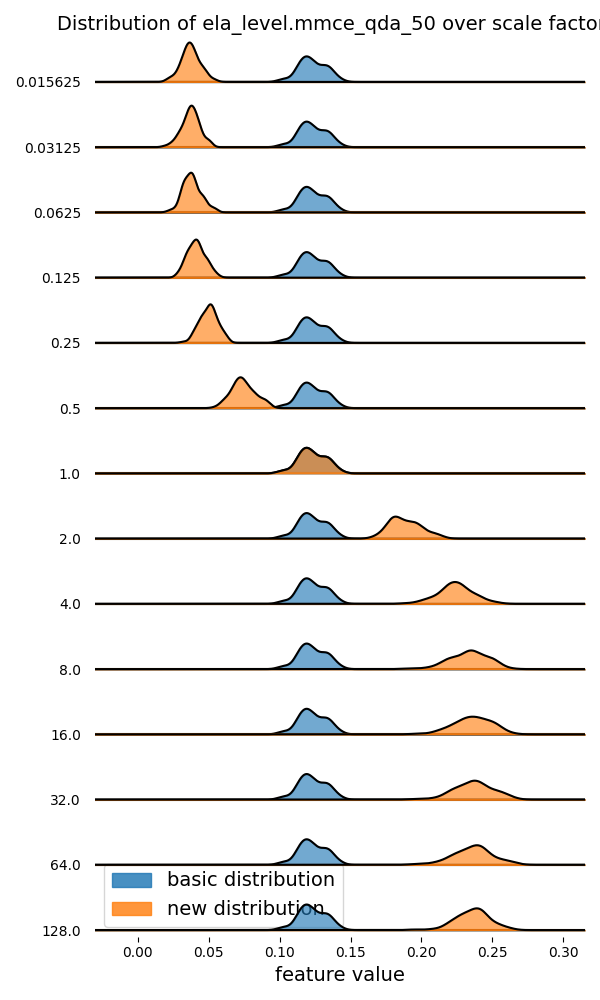 Distribution of ela_level.mmce_qda_50 over scale factor
0.015625
0.03125
0.0625
0.125
0.25
0.5
1.0
2.0
4.0
8.0
16.0
32.0
64.0
basic distribution
new distribution
128.0
0.00 0.05 0.10 0.15 0.20 0.25 0.30
feature value